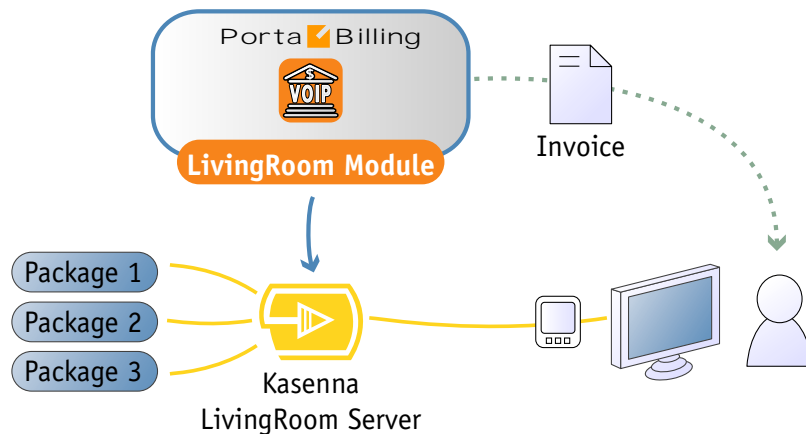 Porta Billing
$
VOIP
LivingRoom Module
Invoice
Package 1
Package 2
Package 3
Kasenna
LivingRoom Server